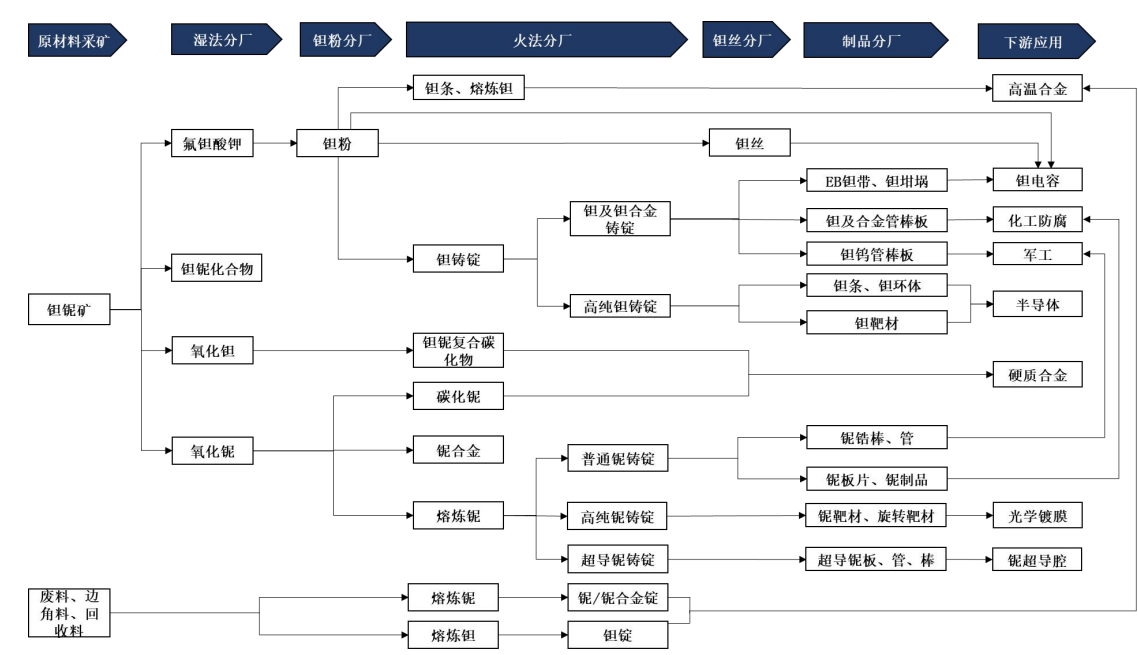 原材料采矿
湿法分厂
钽粉分厂
火法分厂
钽丝分厂
制品分厂
下游应用
钽条、熔炼钽
高温合金
氟钽酸钾
钽粉
钽丝
EB钽带、钽坩埚
钽电容
钽及钽合金
铸锭
钽及合金管棒板
化工防腐
钽铸锭
钽钨管棒板
军工
钽铌化合物
钽铌矿
高纯钽铸锭
钽条、钽环体
钽靶材
半导体
氧化钽
钽铌复合碳
化物
硬质合金
碳化铌
氧化铌
铌合金
普通铌铸锭
铌锆棒、管
铌板片、铌制品
熔炼铌
高纯铌铸锭
铌靶材、旋转靶材
光学镀膜
超导铌铸锭
超导铌板、管、棒
铌超导腔
废料、边
角料、回
收料
熔炼铌
铌/铌合金锭
熔炼钽
钽锭